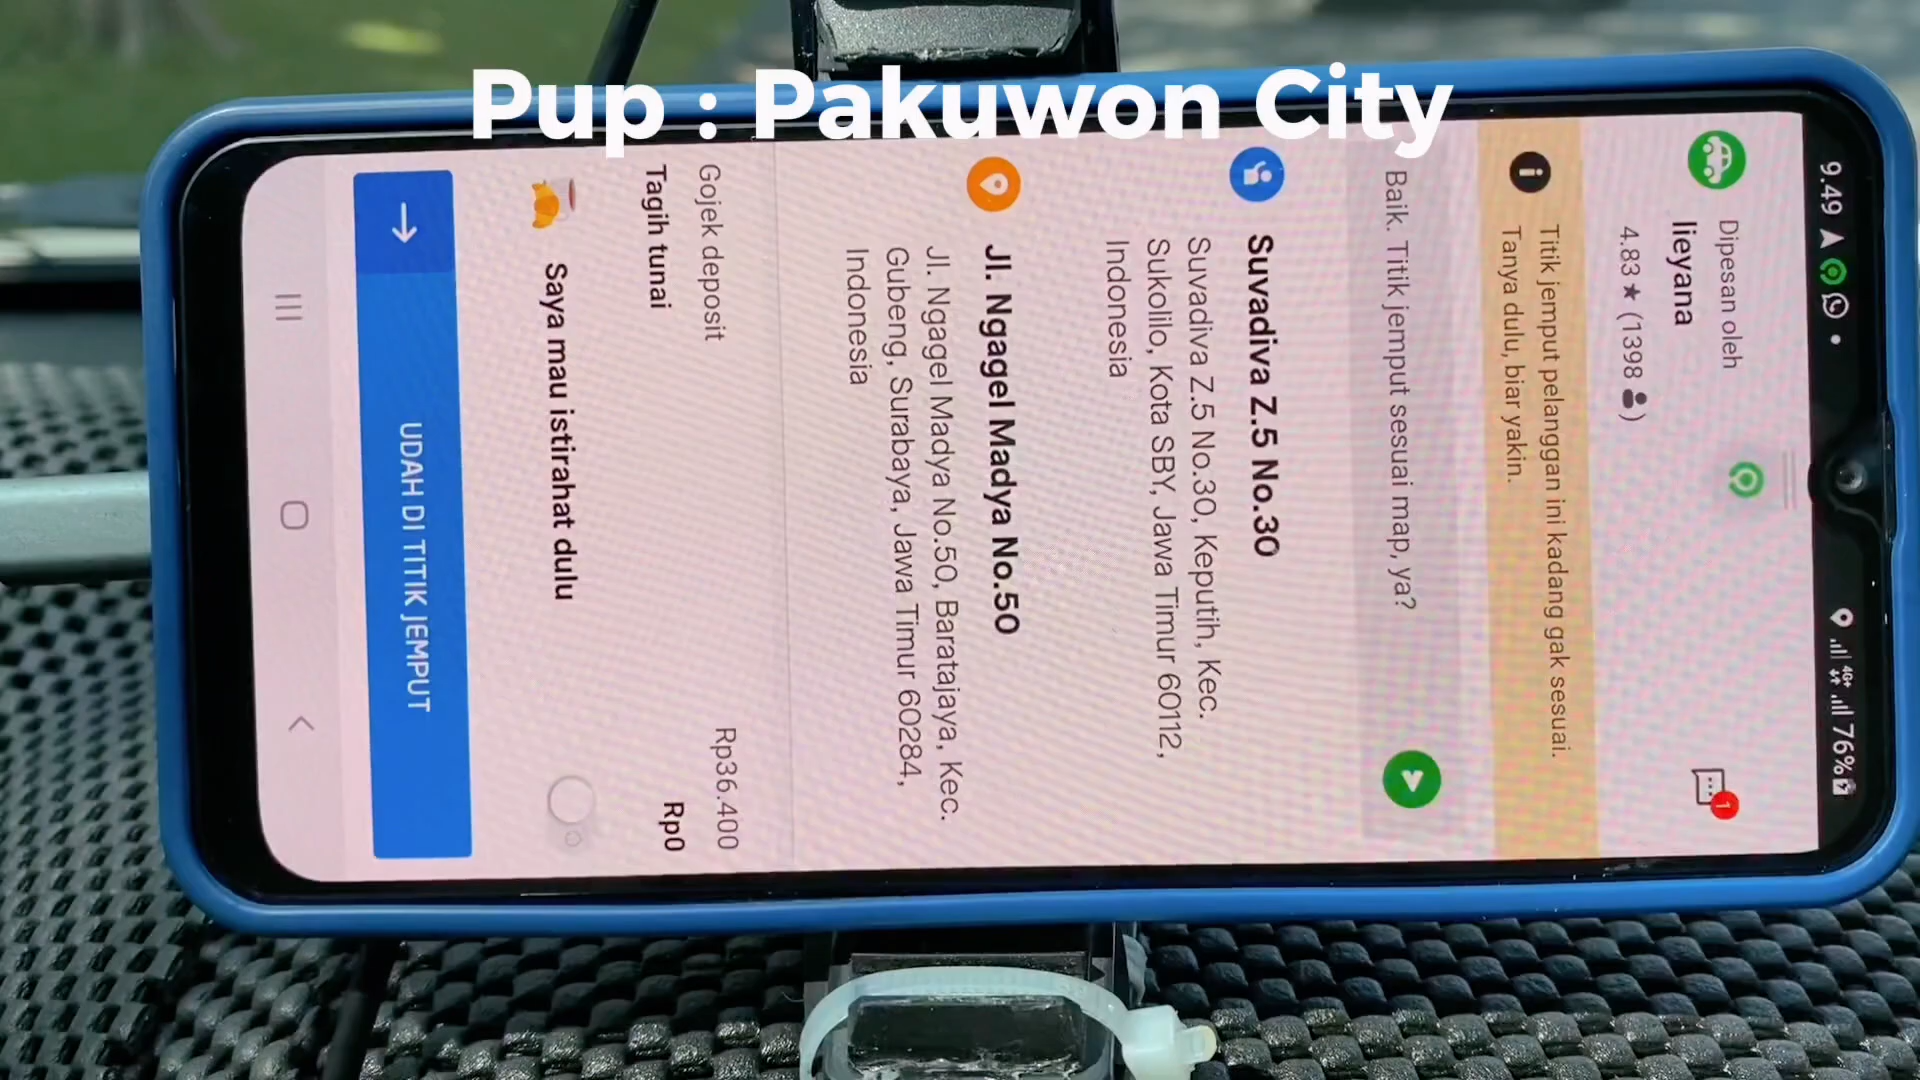 Pup : Pakuwon City
9.49
4G+
76%
Dipesan oleh
lieyana
4.83 ★ (1398)
1
Titik jemput pelanggan ini kadang gak sesuai.
Tanya dulu, biar yakin.
Baik. Titik jemput sesuai map, ya?
Suvadiva Z.5 No.30
Suvadiva Z.5 No.30, Keputih, Kec.
Sukolilo, Kota SBY, Jawa Timur 60112,
Indonesia
Jl. Ngagel Madya No.50
Jl. Ngagel Madya No.50, Baratajaya, Kec.
Gubeng, Surabaya, Jawa Timur 60284,
Indonesia
Gojek deposit Rp36.400
Tagih tunai Rp0
Saya mau istirahat dulu
UDAH DI TITIK JEMPUT